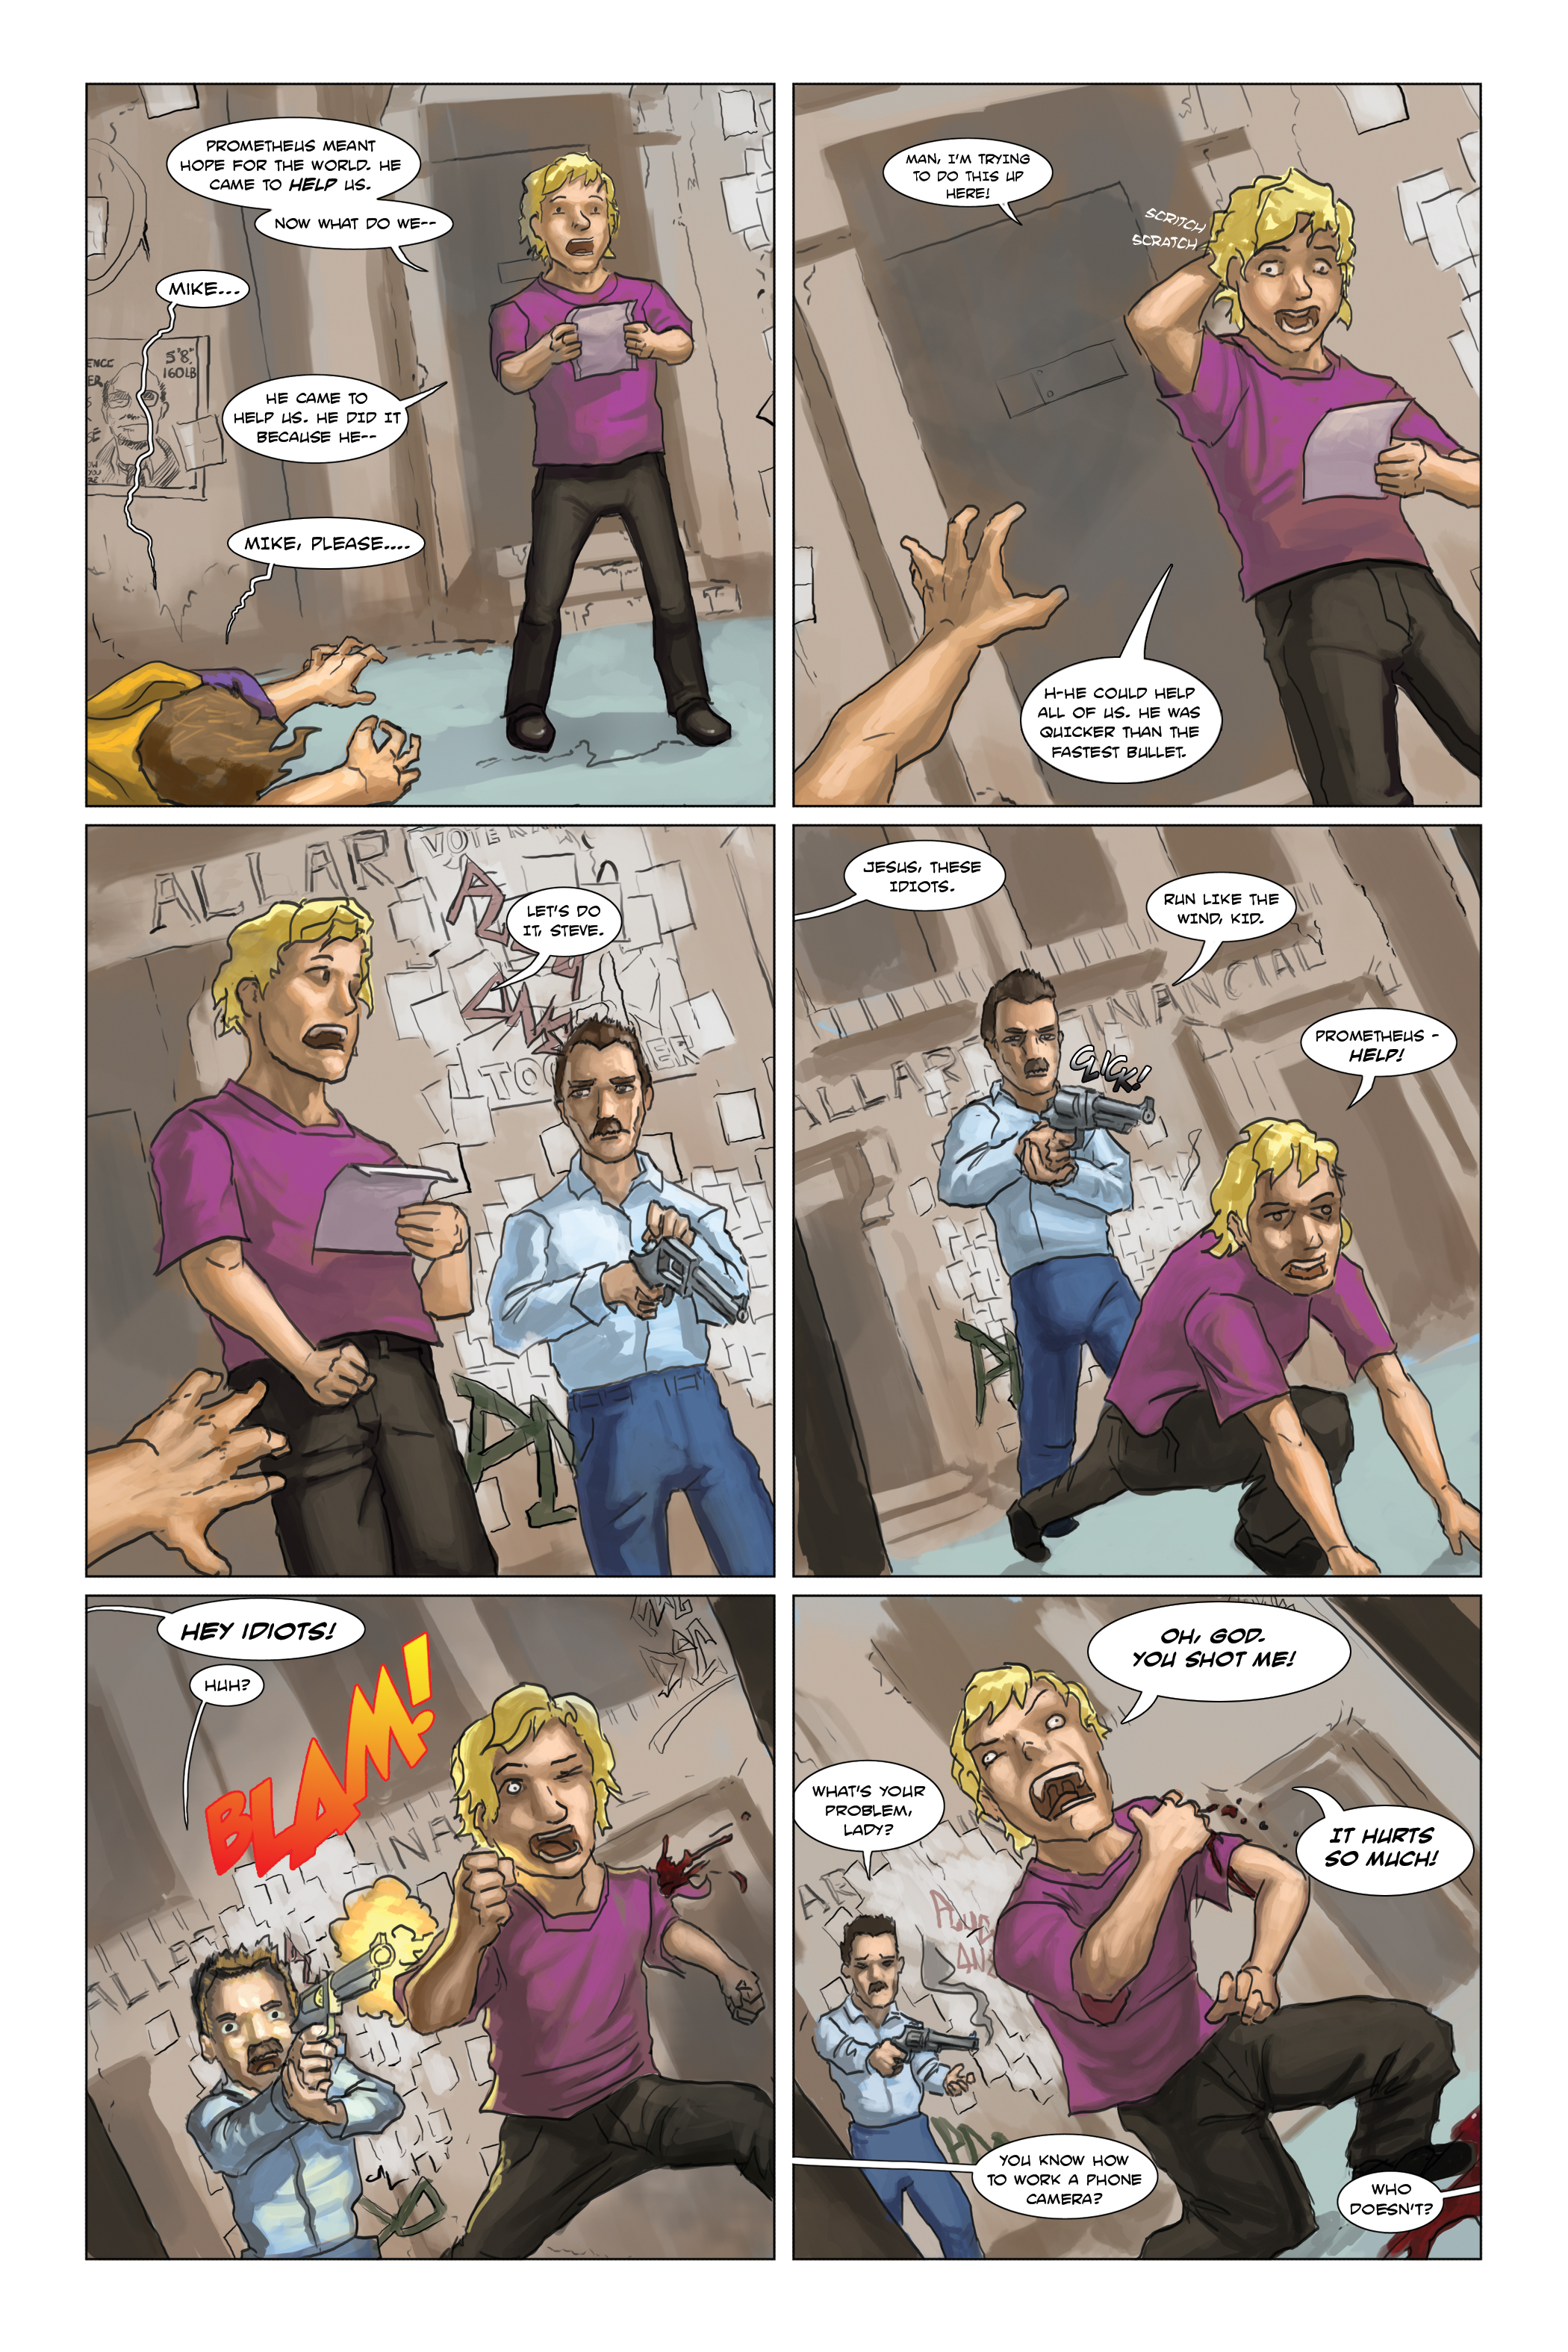 PROMETHEUS MEANT
HOPE FOR THE WORLD. HE
CAME TO HELP US.
NOW WHAT DO WE--
MIKE...
5'8"
160LB
HE CAME TO
HELP US. HE DID IT
BECAUSE HE--
MIKE, PLEASE....
MAN, I'M TRYING
TO DO THIS UP
HERE!
SCRITCH
SCRATCH
H-HE COULD HELP
ALL OF US. HE WAS
QUICKER THAN THE
FASTEST BULLET.
ALLAR
VOTE
LET'S DO
IT, STEVE.
JESUS, THESE
IDIOTS.
RUN LIKE THE
WIND, KID.
INANCIAL
ALLAR
CLICK!
PROMETHEUS -
HELP!
HEY IDIOTS!
HUH?
BLAM!
INA
ALLE
OH, GOD.
YOU SHOT ME!
WHAT'S YOUR
PROBLEM,
LADY?
IT HURTS
SO MUCH!
AR
YOU KNOW HOW
TO WORK A PHONE
CAMERA?
WHO
DOESN'T?